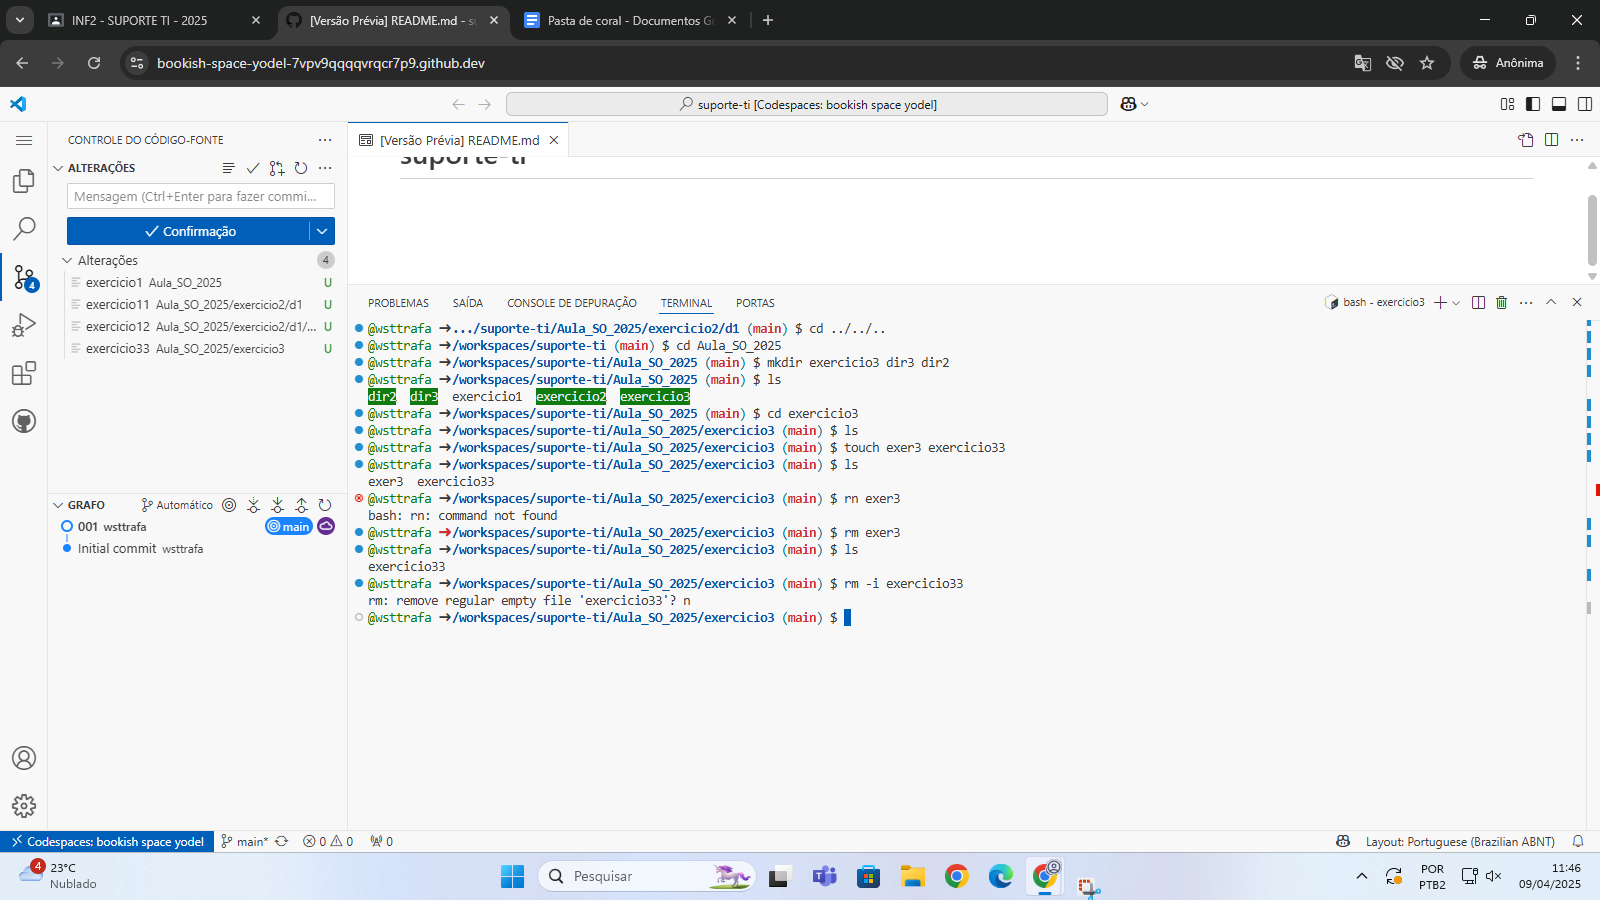 INF2 - SUPORTE TI - 2025
[Versão Prévia] README.md - su
Pasta de coral - Documentos Go
bookish-space-yodel-7vpv9qqqqvrqcr7p9.github.dev
Anônima
suporte-ti [Codespaces: bookish space yodel]
CONTROLE DO CÓDIGO-FONTE
[Versão Prévia] README.md
ALTERAÇÕES
suporte-ti
Mensagem (Ctrl+Enter para fazer commi...
Confirmação
Alterações 4
exercicio1 Aula_SO_2025 U
exercicio11 Aula_SO_2025/exercicio2/d1 U
exercicio12 Aula_SO_2025/exercicio2/d1/... U
exercicio33 Aula_SO_2025/exercicio3 U
4
GRAFO Automático
001 wsttrafa main
Initial commit wsttrafa
PROBLEMAS SAÍDA CONSOLE DE DEPURAÇÃO TERMINAL PORTAS bash - exercicio3
@wsttrafa ➜.../suporte-ti/Aula_SO_2025/exercicio2/d1 (main) $ cd ../../..
@wsttrafa ➜/workspaces/suporte-ti (main) $ cd Aula_SO_2025
@wsttrafa ➜/workspaces/suporte-ti/Aula_SO_2025 (main) $ mkdir exercicio3 dir3 dir2
@wsttrafa ➜/workspaces/suporte-ti/Aula_SO_2025 (main) $ ls
dir2 dir3 exercicio1 exercicio2 exercicio3
@wsttrafa ➜/workspaces/suporte-ti/Aula_SO_2025 (main) $ cd exercicio3
@wsttrafa ➜/workspaces/suporte-ti/Aula_SO_2025/exercicio3 (main) $ ls
@wsttrafa ➜/workspaces/suporte-ti/Aula_SO_2025/exercicio3 (main) $ touch exer3 exercicio33
@wsttrafa ➜/workspaces/suporte-ti/Aula_SO_2025/exercicio3 (main) $ ls
exer3 exercicio33
@wsttrafa ➜/workspaces/suporte-ti/Aula_SO_2025/exercicio3 (main) $ rn exer3
bash: rn: command not found
@wsttrafa ➜/workspaces/suporte-ti/Aula_SO_2025/exercicio3 (main) $ rm exer3
@wsttrafa ➜/workspaces/suporte-ti/Aula_SO_2025/exercicio3 (main) $ ls
exercicio33
@wsttrafa ➜/workspaces/suporte-ti/Aula_SO_2025/exercicio3 (main) $ rm -i exercicio33
rm: remove regular empty file 'exercicio33'? n
@wsttrafa ➜/workspaces/suporte-ti/Aula_SO_2025/exercicio3 (main) $
Codespaces: bookish space yodel main* 0 0 0 Layout: Portuguese (Brazilian ABNT)
4
23°C
Nublado
Pesquisar
POR
PTB2
11:46
09/04/2025